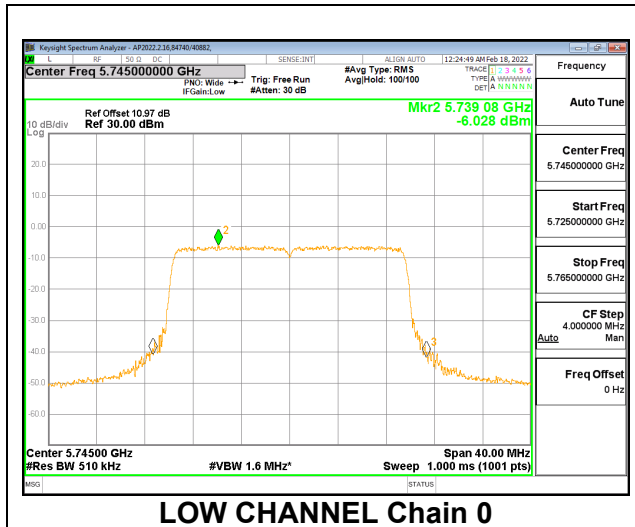 Keysight Spectrum Analyzer - AP2022.2.16,84740/40882,
L RF 50 Ω DC SENSE:INT ALIGN AUTO 12:24:49 AM Feb 18, 2022
Center Freq 5.745000000 GHz
PNO: Wide
IFGain:Low
Trig: Free Run
#Atten: 30 dB
#Avg Type: RMS
Avg|Hold: 100/100
TRACE 1 2 3 4 5 6
TYPE A WWWWW
DET A N N N N N
Ref Offset 10.97 dB
Ref 30.00 dBm
10 dB/div
Log
Mkr2 5.739 08 GHz
-6.028 dBm
20.0
10.0
0.00
-10.0
-20.0
-30.0
-40.0
-50.0
-60.0
2
3
Center 5.74500 GHz
Span 40.00 MHz
#Res BW 510 kHz
#VBW 1.6 MHz*
Sweep 1.000 ms (1001 pts)
MSG
STATUS
Frequency
Auto Tune
Center Freq
5.745000000 GHz
Start Freq
5.725000000 GHz
Stop Freq
5.765000000 GHz
CF Step
4.000000 MHz
Auto Man
Freq Offset
0 Hz
LOW CHANNEL Chain 0